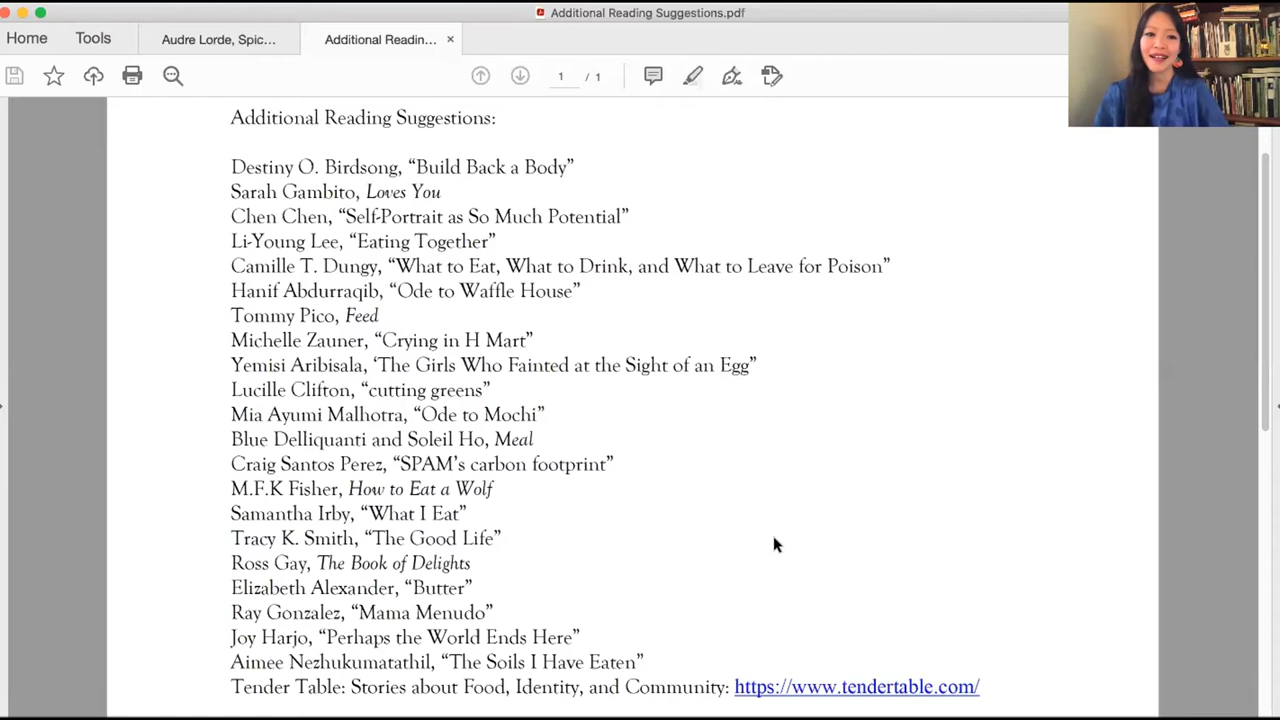 Additional Reading Suggestions.pdf
Home
Tools
Audre Lorde, Spic...
Additional Readin...
1 / 1
Additional Reading Suggestions:
Destiny O. Birdsong, “Build Back a Body”
Sarah Gambito, Loves You
Chen Chen, “Self-Portrait as So Much Potential”
Li-Young Lee, “Eating Together”
Camille T. Dungy, “What to Eat, What to Drink, and What to Leave for Poison”
Hanif Abdurraqib, “Ode to Waffle House”
Tommy Pico, Feed
Michelle Zauner, “Crying in H Mart”
Yemisi Aribisala, ‘The Girls Who Fainted at the Sight of an Egg”
Lucille Clifton, “cutting greens”
Mia Ayumi Malhotra, “Ode to Mochi”
Blue Delliquanti and Soleil Ho, Meal
Craig Santos Perez, “SPAM’s carbon footprint”
M.F.K Fisher, How to Eat a Wolf
Samantha Irby, “What I Eat”
Tracy K. Smith, “The Good Life”
Ross Gay, The Book of Delights
Elizabeth Alexander, “Butter”
Ray Gonzalez, “Mama Menudo”
Joy Harjo, “Perhaps the World Ends Here”
Aimee Nezhukumatathil, “The Soils I Have Eaten”
Tender Table: Stories about Food, Identity, and Community: https://www.tendertable.com/